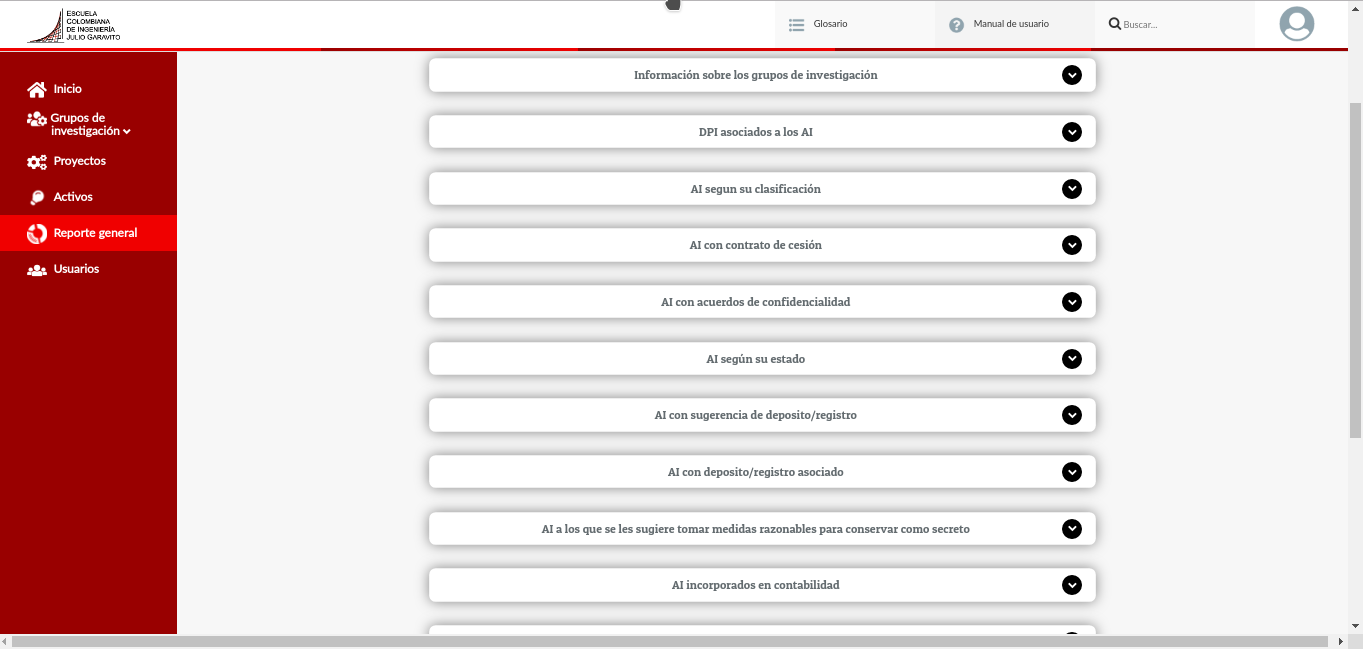 ESCUELA
COLOMBIANA
DE INGENIERÍA
JULIO GARAVITO
Glosario
Manual de usuario
Buscar...
Inicio
Grupos de
investigación
Proyectos
Activos
Reporte general
Usuarios
Información sobre los grupos de investigación
DPI asociados a los AI
AI segun su clasificación
AI con contrato de cesión
AI con acuerdos de confidencialidad
AI según su estado
AI con sugerencia de deposito/registro
AI con deposito/registro asociado
AI a los que se les sugiere tomar medidas razonables para conservar como secreto
AI incorporados en contabilidad